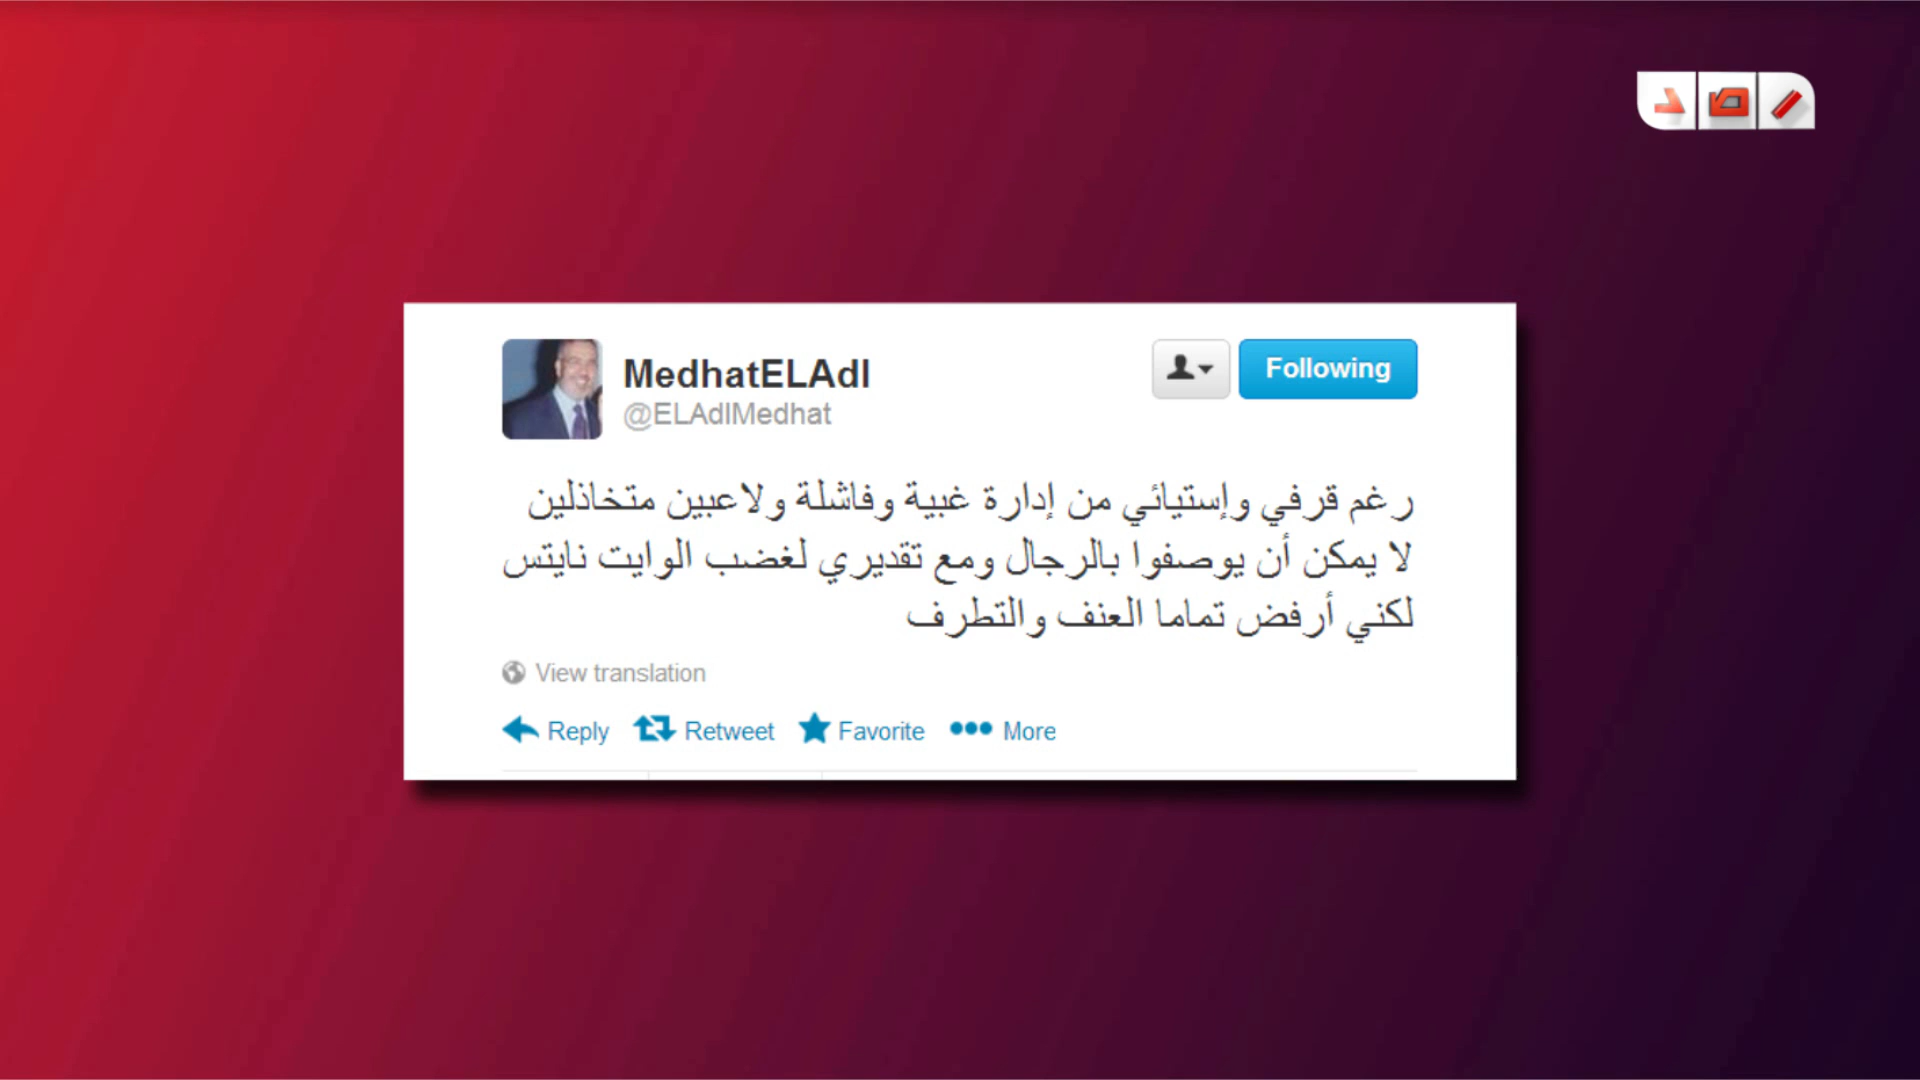 MedhatELAdl
Following
@ELAdlMedhat
رغم قرفي وإستيائي من إدارة غبية وفاشلة ولاعبين متخاذلين
لا يمكن أن يوصفوا بالرجال ومع تقديري لغضب الوايت نايتس
لكني أرفض تماما العنف والتطرف
View translation
Reply Retweet Favorite More